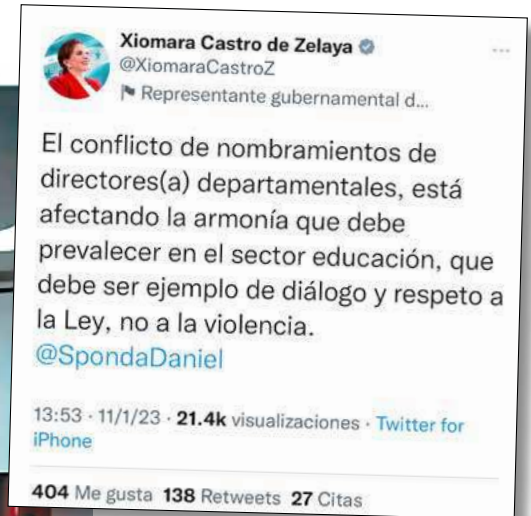 Xiomara Castro de Zelaya
@XiomaraCastroZ
Representante gubernamental d...
El conflicto de nombramientos de
directores(a) departamentales, está
afectando la armonía que debe
prevalecer en el sector educación, que
debe ser ejemplo de diálogo y respeto a
la Ley, no a la violencia.
@SpondaDaniel
13:53 · 11/1/23 · 21.4k visualizaciones · Twitter for
iPhone
404 Me gusta 138 Retweets 27 Citas